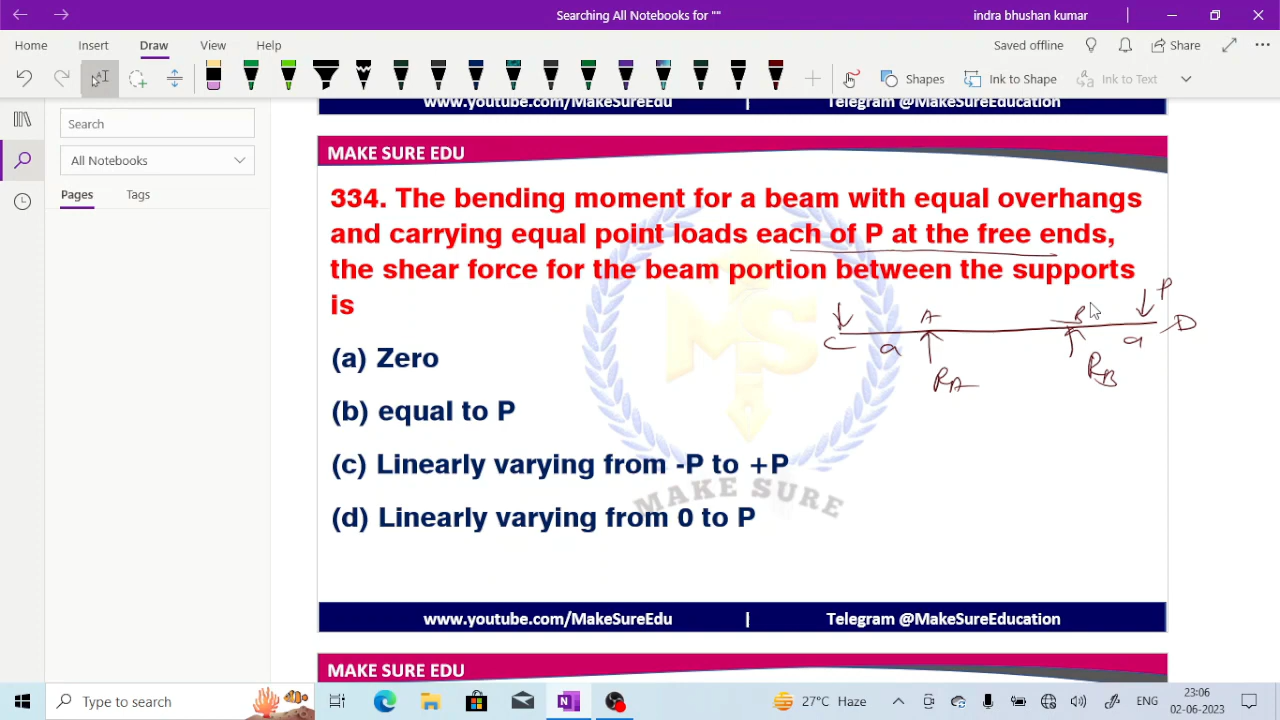 Searching All Notebooks for ""
indra bhushan kumar
Home Insert Draw View Help
Saved offline
Share
Shapes
Ink to Shape
Ink to Text
Search
All Notebooks
Pages Tags
www.youtube.com/MakeSureEdu | Telegram @MakeSureEducation
MAKE SURE EDU
334. The bending moment for a beam with equal overhangs
and carrying equal point loads each of P at the free ends,
the shear force for the beam portion between the supports
is
P
A B
C a a D
RA RB
(a) Zero
(b) equal to P
(c) Linearly varying from -P to +P
(d) Linearly varying from 0 to P
MAKE SURE
www.youtube.com/MakeSureEdu | Telegram @MakeSureEducation
MAKE SURE EDU
Type to search
27°C Haze
ENG
23:06
02-06-2023